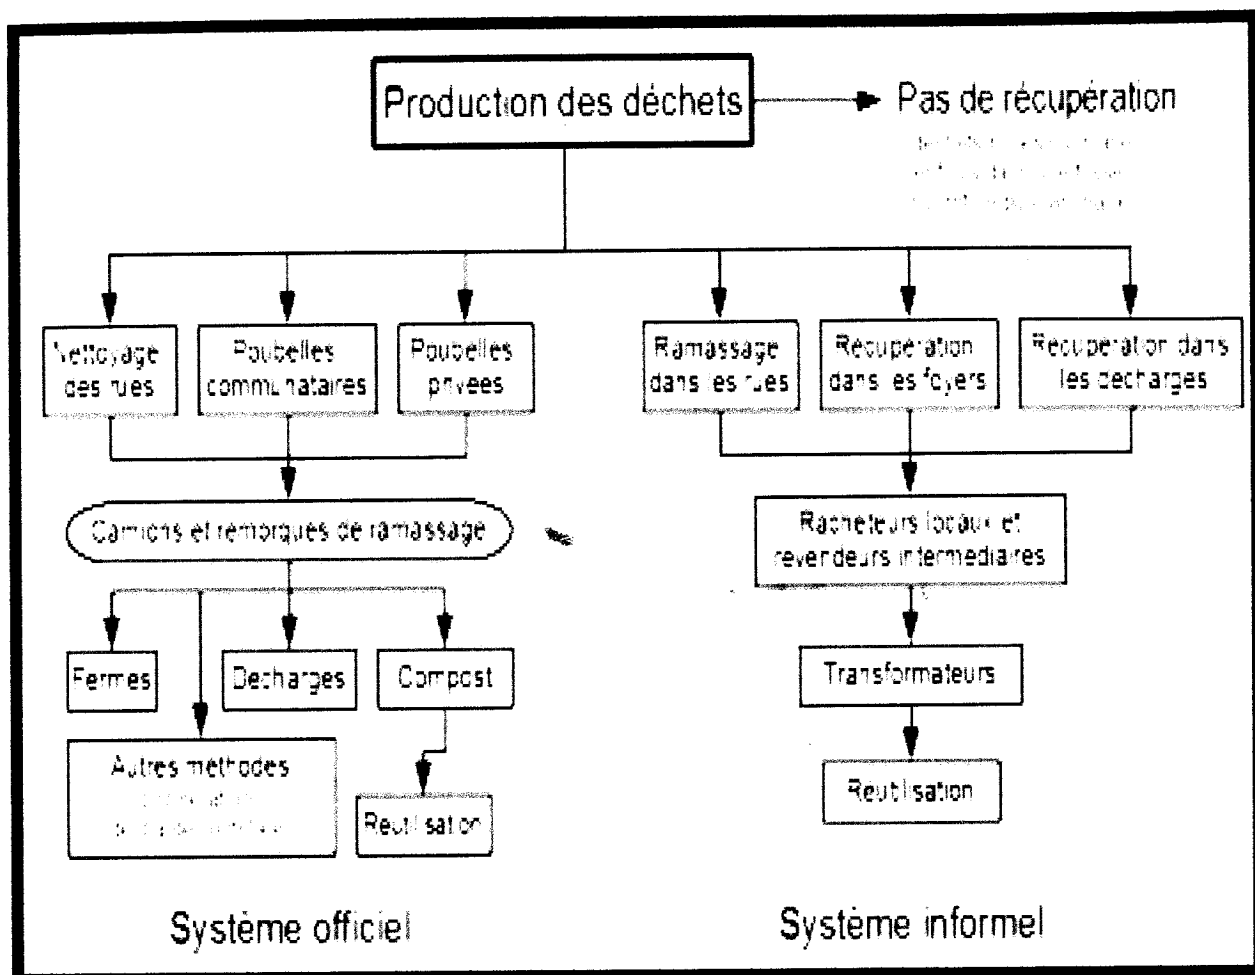 Production des déchets
Pas de récupération
Nettoyage
des rues
Poubelles
communataires
Poubelles
privées
Ramassage
dans les rues
Récupération
dans les foyers
Récupération dans
les décharges
Camions et remorques de ramassage
Racheteurs locaux et
revendeurs intermédiaires
Fermes
Décharges
Compost
Transformateurs
Autres méthodes
Réutilisation
Réutilisation
Système officiel
Système informel